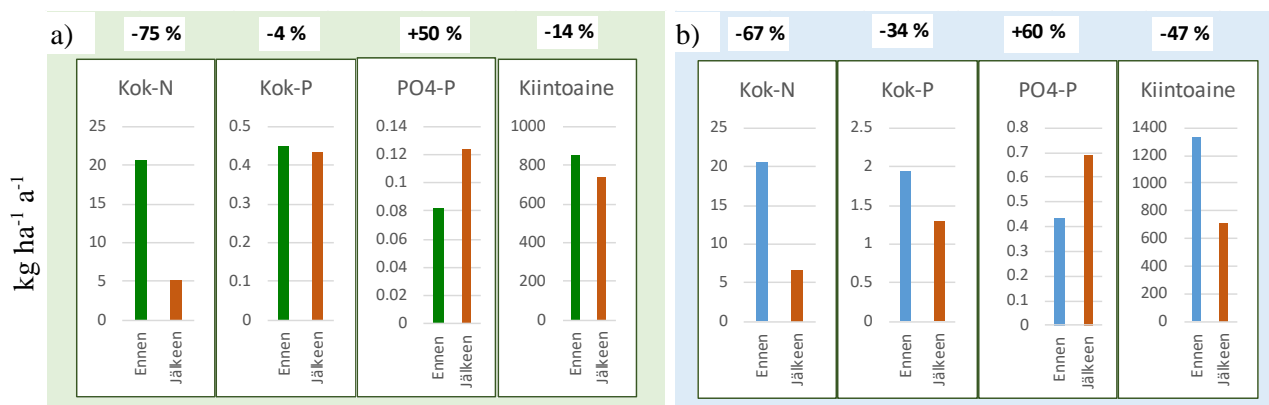 a)
-75 %
-4 %
+50 %
-14 %
kg ha-1 a-1
Kok-N
25
20
15
10
5
0
Ennen
Jälkeen
Kok-P
0.5
0.4
0.3
0.2
0.1
0
Ennen
Jälkeen
PO4-P
0.14
0.12
0.1
0.08
0.06
0.04
0.02
0
Ennen
Jälkeen
Kiintoaine
1000
800
600
400
200
0
Ennen
Jälkeen
b)
-67 %
-34 %
+60 %
-47 %
Kok-N
25
20
15
10
5
0
Ennen
Jälkeen
Kok-P
2.5
2
1.5
1
0.5
0
Ennen
Jälkeen
PO4-P
0.8
0.7
0.6
0.5
0.4
0.3
0.2
0.1
0
Ennen
Jälkeen
Kiintoaine
1400
1200
1000
800
600
400
200
0
Ennen
Jälkeen